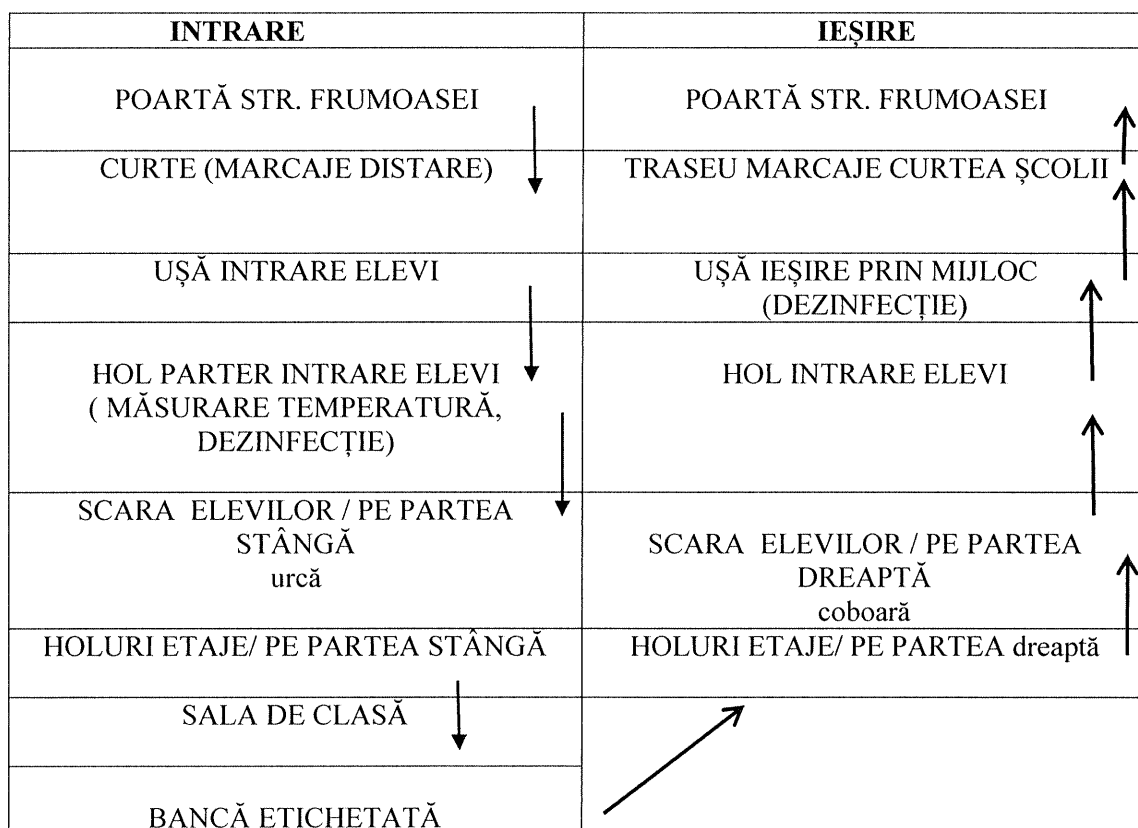 INTRARE
IEȘIRE
POARTĂ STR. FRUMOASEI
POARTĂ STR. FRUMOASEI
CURTE (MARCAJE DISTARE)
TRASEU MARCAJE CURTEA ȘCOLII
UȘĂ INTRARE ELEVI
UȘĂ IEȘIRE PRIN MIJLOC
(DEZINFECȚIE)
HOL PARTER INTRARE ELEVI
( MĂSURARE TEMPERATURĂ,
DEZINFECȚIE)
HOL INTRARE ELEVI
SCARA ELEVILOR / PE PARTEA
STÂNGĂ
urcă
SCARA ELEVILOR / PE PARTEA
DREAPTĂ
coboară
HOLURI ETAJE/ PE PARTEA STÂNGĂ
HOLURI ETAJE/ PE PARTEA dreaptă
SALA DE CLASĂ
BANCĂ ETICHETATĂ